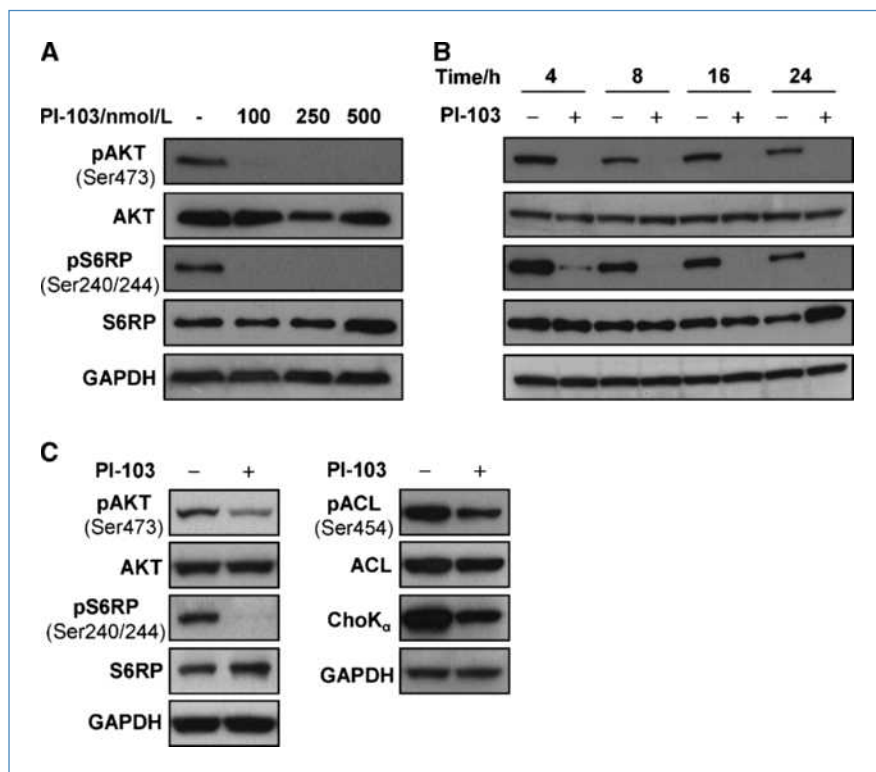 A
PI-103/nmol/L - 100 250 500
pAKT
(Ser473)
AKT
pS6RP
(Ser240/244)
S6RP
GAPDH
B
Time/h 4 8 16 24
PI-103 – + – + – + – +
C
PI-103 – +
pAKT
(Ser473)
AKT
pS6RP
(Ser240/244)
S6RP
GAPDH
PI-103 – +
pACL
(Ser454)
ACL
ChoKα
GAPDH